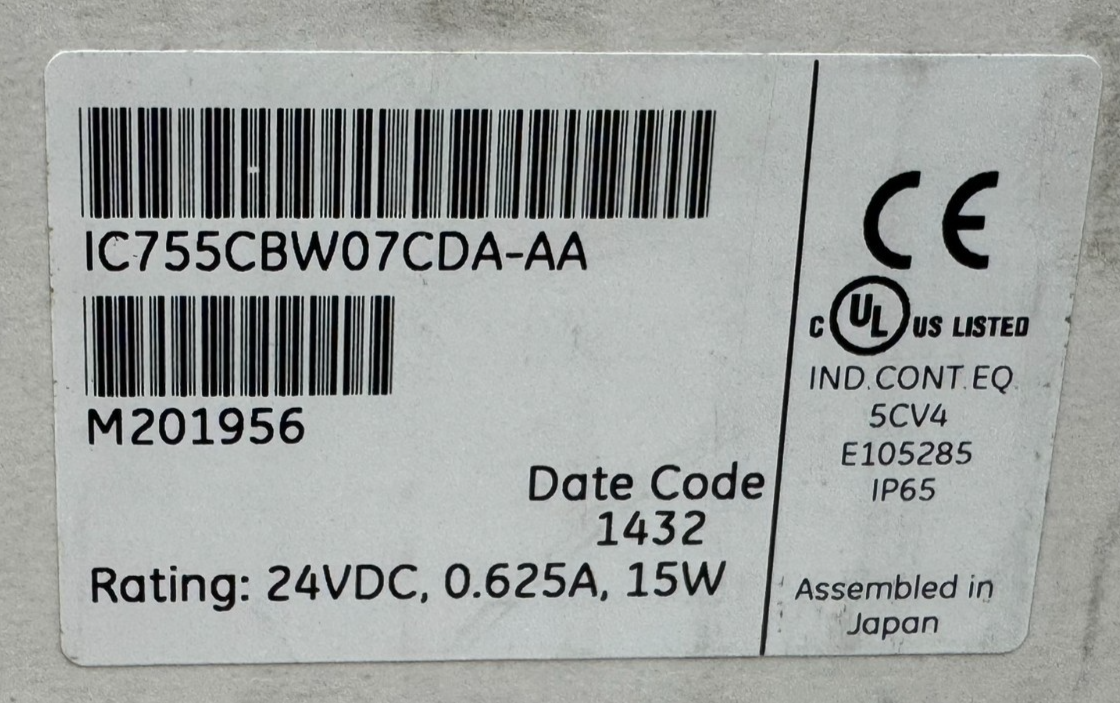 IC755CBW07CDA-AA
M201956
Date Code
1432
Rating: 24VDC, 0.625A, 15W
CE
C UL US LISTED
IND.CONT.EQ.
5CV4
E105285
IP65
Assembled in
Japan